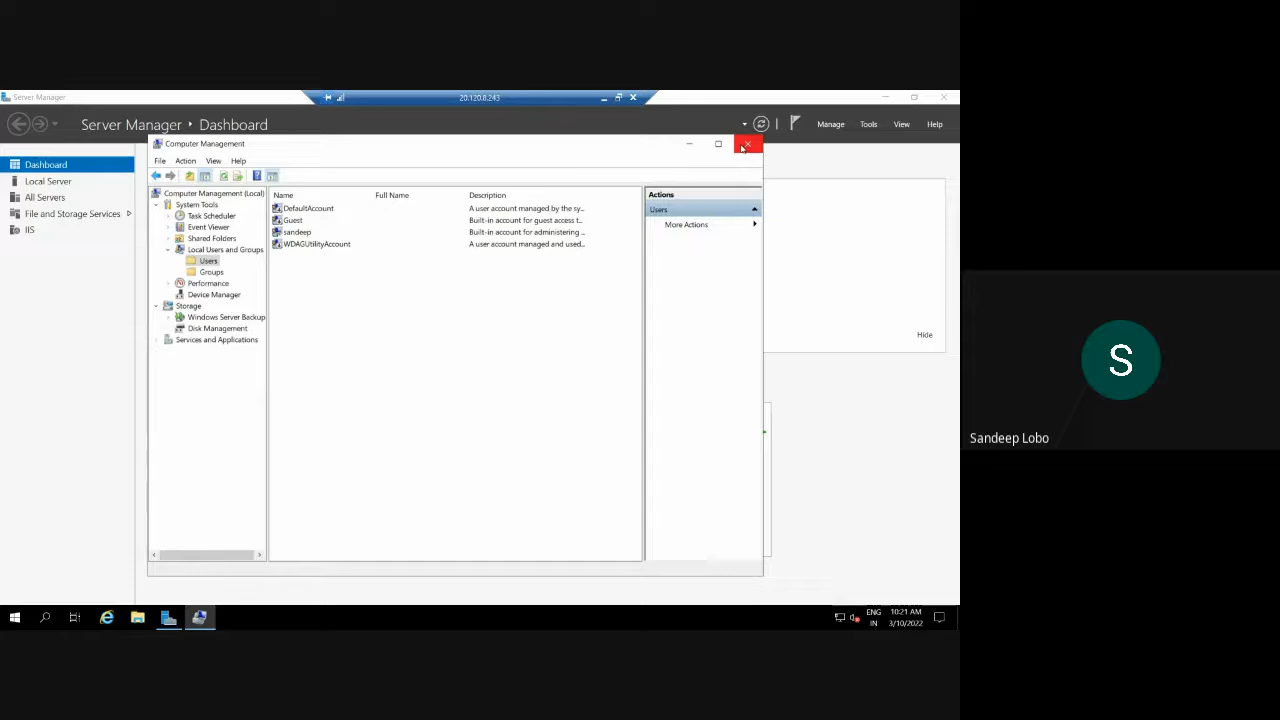 Server Manager
20.120.8.243
Server Manager • Dashboard
Manage Tools View Help
Computer Management
File Action View Help
Dashboard
Local Server
All Servers
File and Storage Services
IIS
Computer Management (Local)
System Tools
Task Scheduler
Event Viewer
Shared Folders
Local Users and Groups
Users
Groups
Performance
Device Manager
Storage
Windows Server Backup
Disk Management
Services and Applications
Name Full Name Description
DefaultAccount A user account managed by the sy...
Guest Built-in account for guest access t...
sandeep Built-in account for administering ...
WDAGUtilityAccount A user account managed and used...
Actions
Users
More Actions
Hide
S
Sandeep Lobo
ENG
IN
10:21 AM
3/10/2022